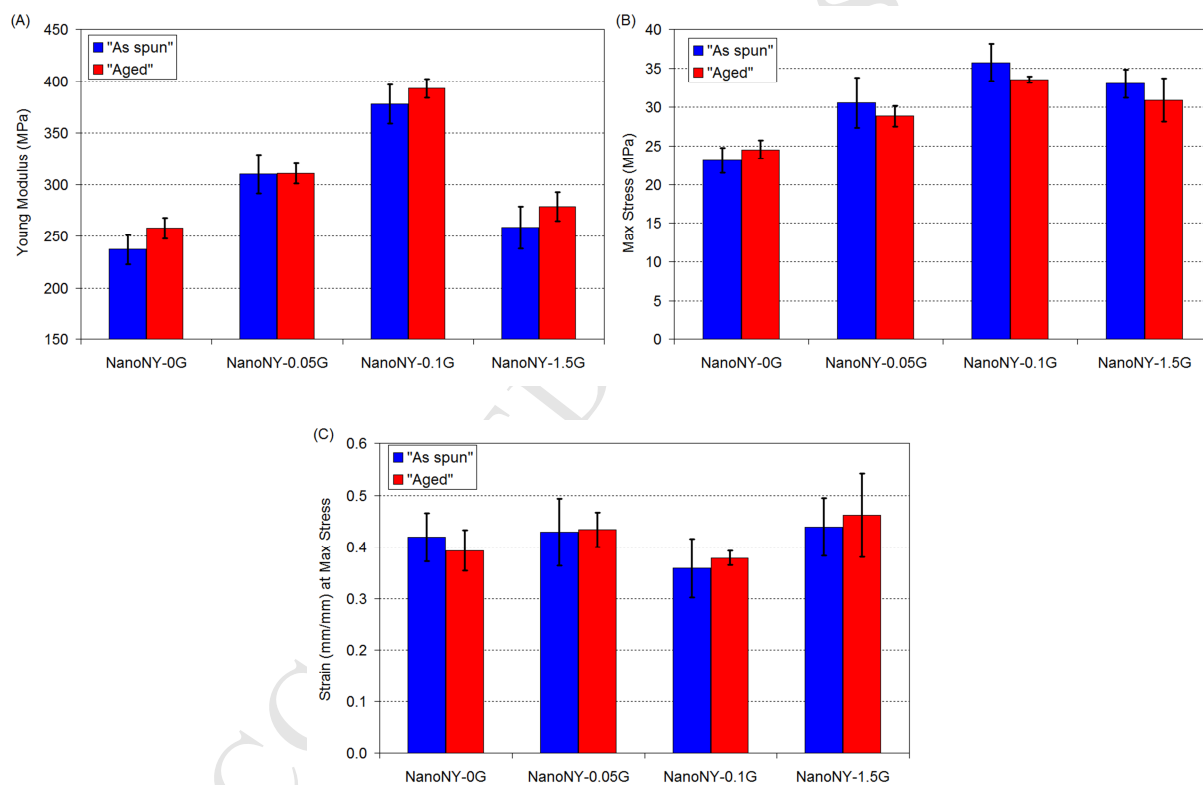 (A)
450
400
350
300
250
200
150
Young Modulus (MPa)
"As spun"
"Aged"
NanoNY-0G NanoNY-0.05G NanoNY-0.1G NanoNY-1.5G
(B)
40
35
30
25
20
15
10
5
0
Max Stress (MPa)
"As spun"
"Aged"
NanoNY-0G NanoNY-0.05G NanoNY-0.1G NanoNY-1.5G
(C)
0.6
0.5
0.4
0.3
0.2
0.1
0.0
Strain (mm/mm) at Max Stress
"As spun"
"Aged"
NanoNY-0G NanoNY-0.05G NanoNY-0.1G NanoNY-1.5G